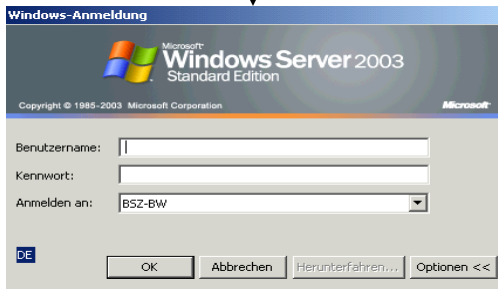 Windows-Anmeldung
Microsoft
Windows Server 2003
Standard Edition
Copyright © 1985-2003 Microsoft Corporation Microsoft
Benutzername:
Kennwort:
Anmelden an: BSZ-BW
DE
OK Abbrechen Herunterfahren... Optionen <<